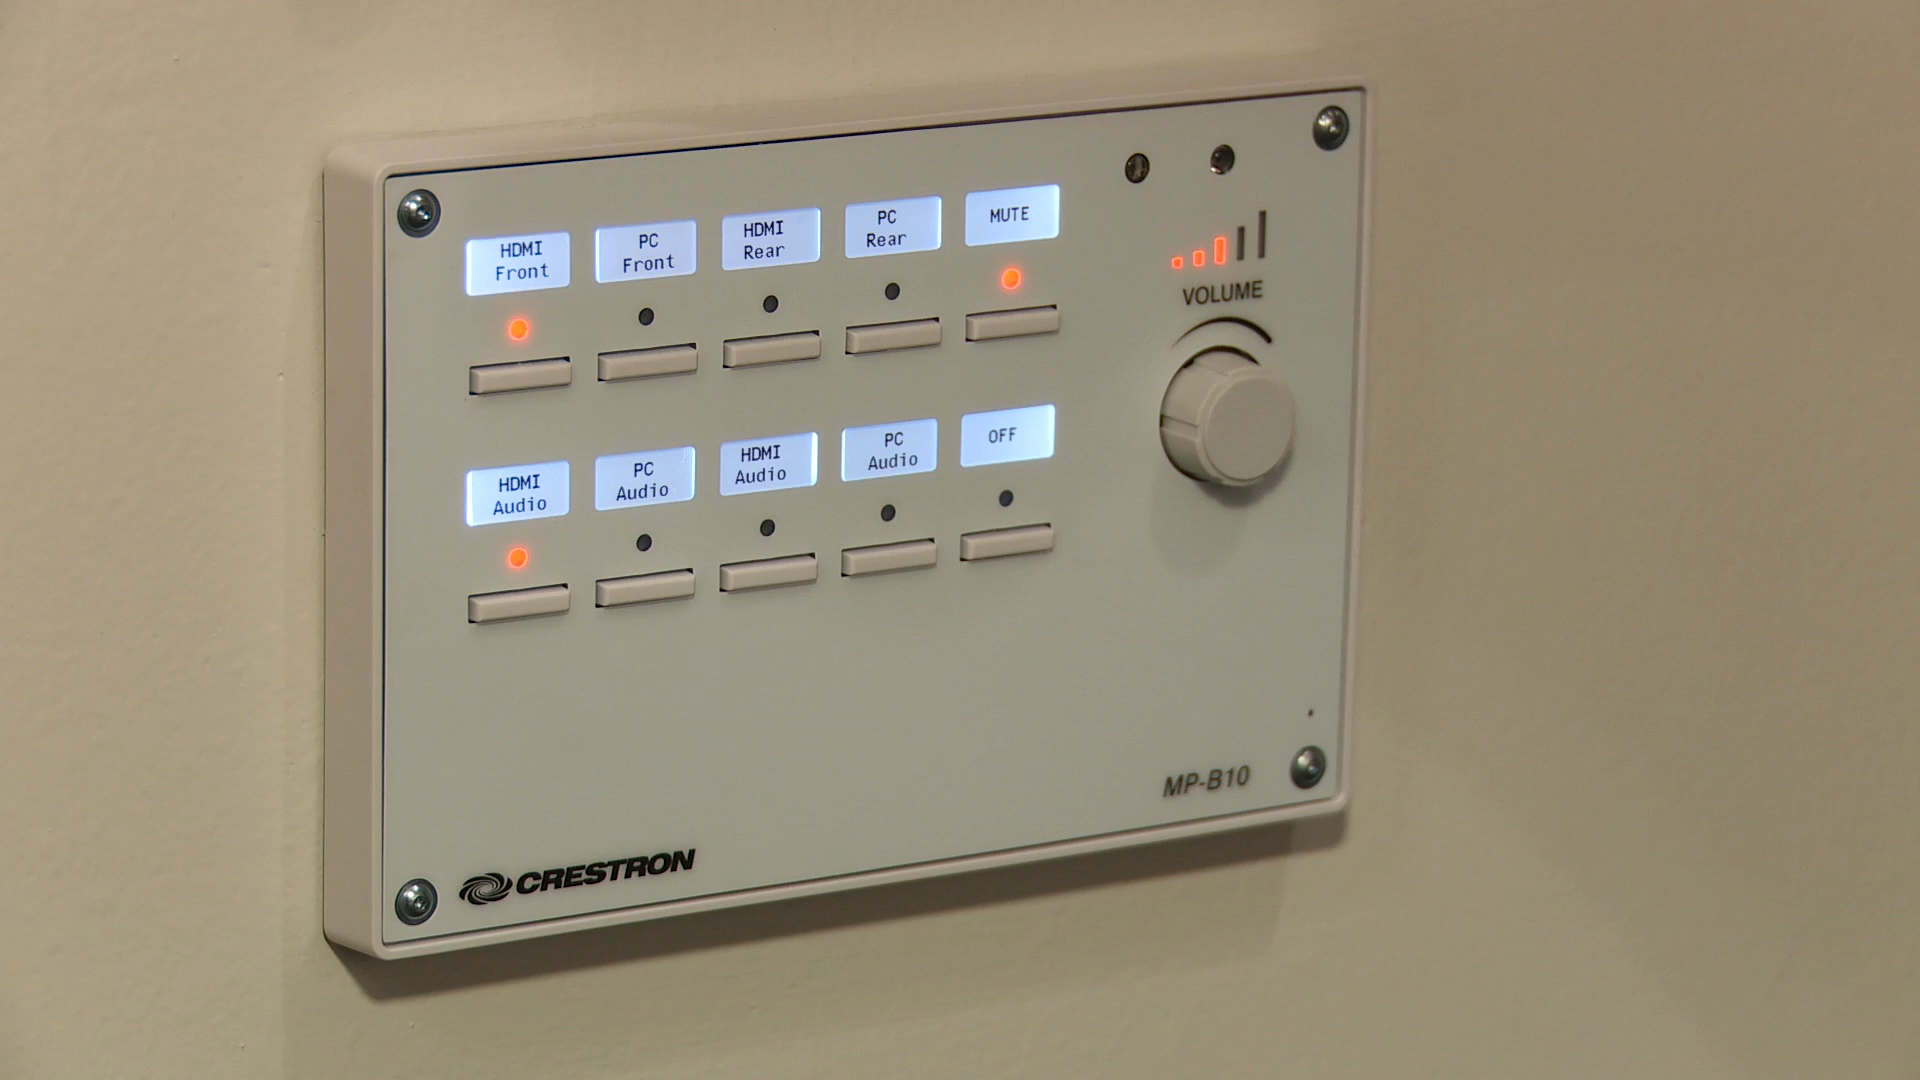 HDMI
Front
PC
Front
HDMI
Rear
PC
Rear
MUTE
VOLUME
HDMI
Audio
PC
Audio
HDMI
Audio
PC
Audio
OFF
MP-B10
CRESTRON